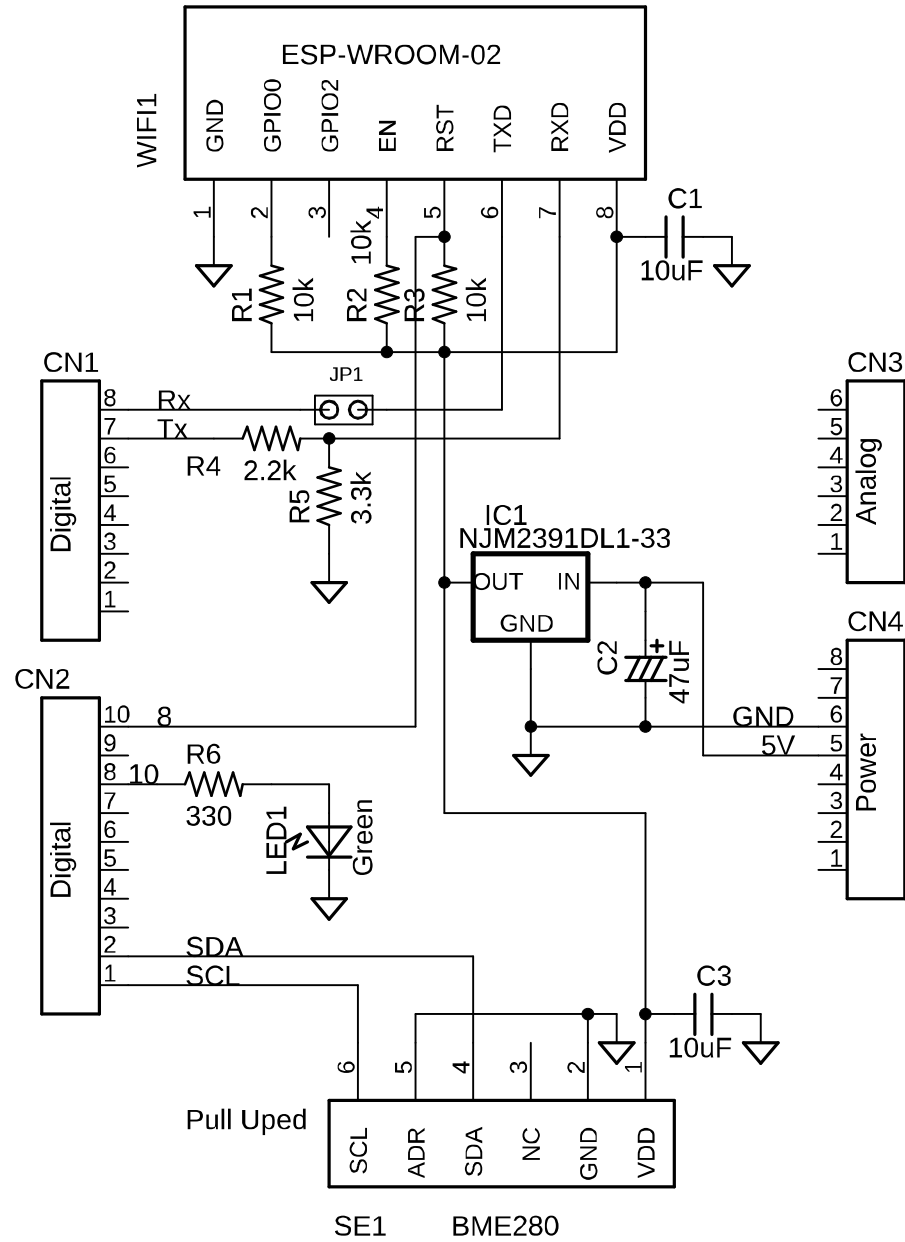 ESP-WROOM-02
WIFI1
GND
GPIO0
GPIO2
EN
RST
TXD
RXD
VDD
1
2
3
4
5
6
7
8
C1
10uF
R1
10k
R2
10k
R3
10k
CN1
8
7
6
5
4
3
2
1
Digital
Rx
Tx
JP1
R4
2.2k
R5
3.3k
CN3
6
5
4
3
2
1
Analog
IC1
NJM2391DL1-33
OUT
IN
GND
C2
+
47uF
CN4
8
7
6
5
4
3
2
1
Power
GND
5V
CN2
10
9
8
7
6
5
4
3
2
1
Digital
8
10
R6
330
LED1
Green
SDA
SCL
C3
10uF
6
5
4
3
2
1
Pull Uped
SCL
ADR
SDA
NC
GND
VDD
SE1
BME280